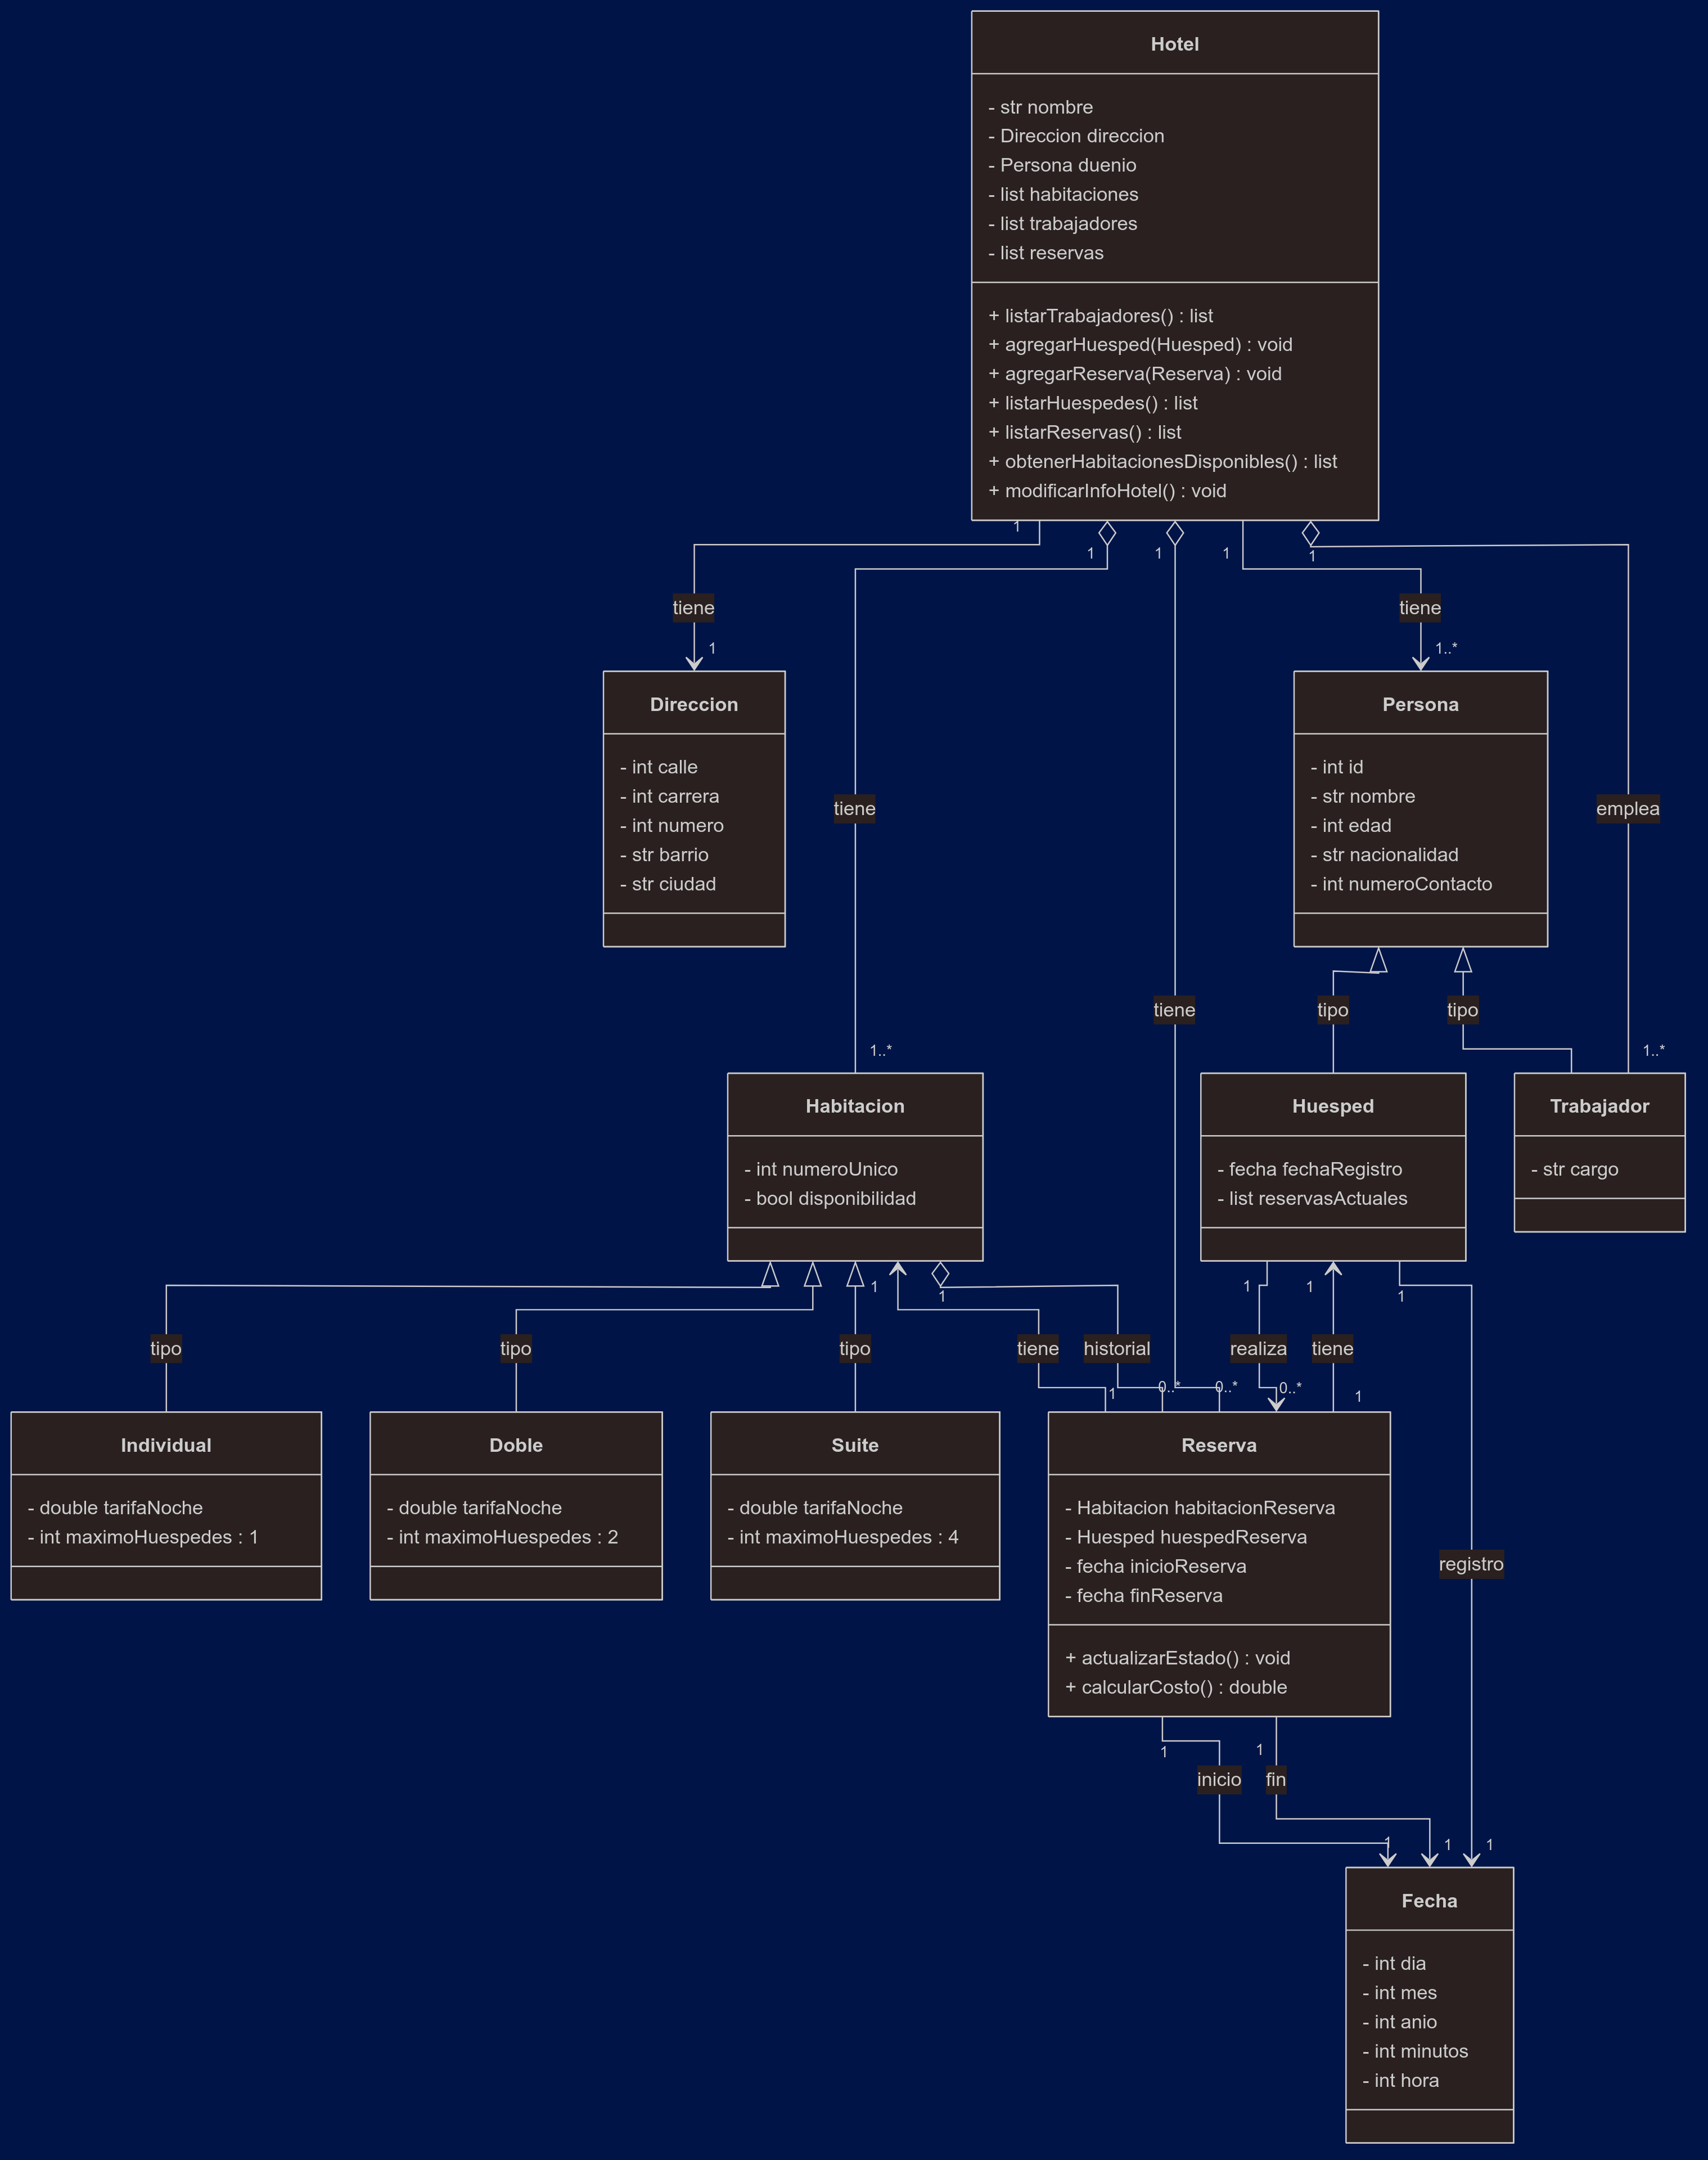 Hotel
- str nombre
- Direccion direccion
- Persona duenio
- list habitaciones
- list trabajadores
- list reservas
+ listarTrabajadores() : list
+ agregarHuesped(Huesped) : void
+ agregarReserva(Reserva) : void
+ listarHuespedes() : list
+ listarReservas() : list
+ obtenerHabitacionesDisponibles() : list
+ modificarInfoHotel() : void
1
1
1
1
1
tiene
tiene
1
1..*
Direccion
- int calle
- int carrera
- int numero
- str barrio
- str ciudad
Persona
- int id
- str nombre
- int edad
- str nacionalidad
- int numeroContacto
tiene
emplea
tiene
tipo
tipo
1..*
1..*
Habitacion
- int numeroUnico
- bool disponibilidad
Huesped
- fecha fechaRegistro
- list reservasActuales
Trabajador
- str cargo
1
1
1
1
1
tipo
tipo
tipo
tiene
historial
realiza
tiene
1
0..*
0..*
0..*
1
Individual
- double tarifaNoche
- int maximoHuespedes : 1
Doble
- double tarifaNoche
- int maximoHuespedes : 2
Suite
- double tarifaNoche
- int maximoHuespedes : 4
Reserva
- Habitacion habitacionReserva
- Huesped huespedReserva
- fecha inicioReserva
- fecha finReserva
+ actualizarEstado() : void
+ calcularCosto() : double
registro
1
1
inicio
fin
1
1
1
Fecha
- int dia
- int mes
- int anio
- int minutos
- int hora